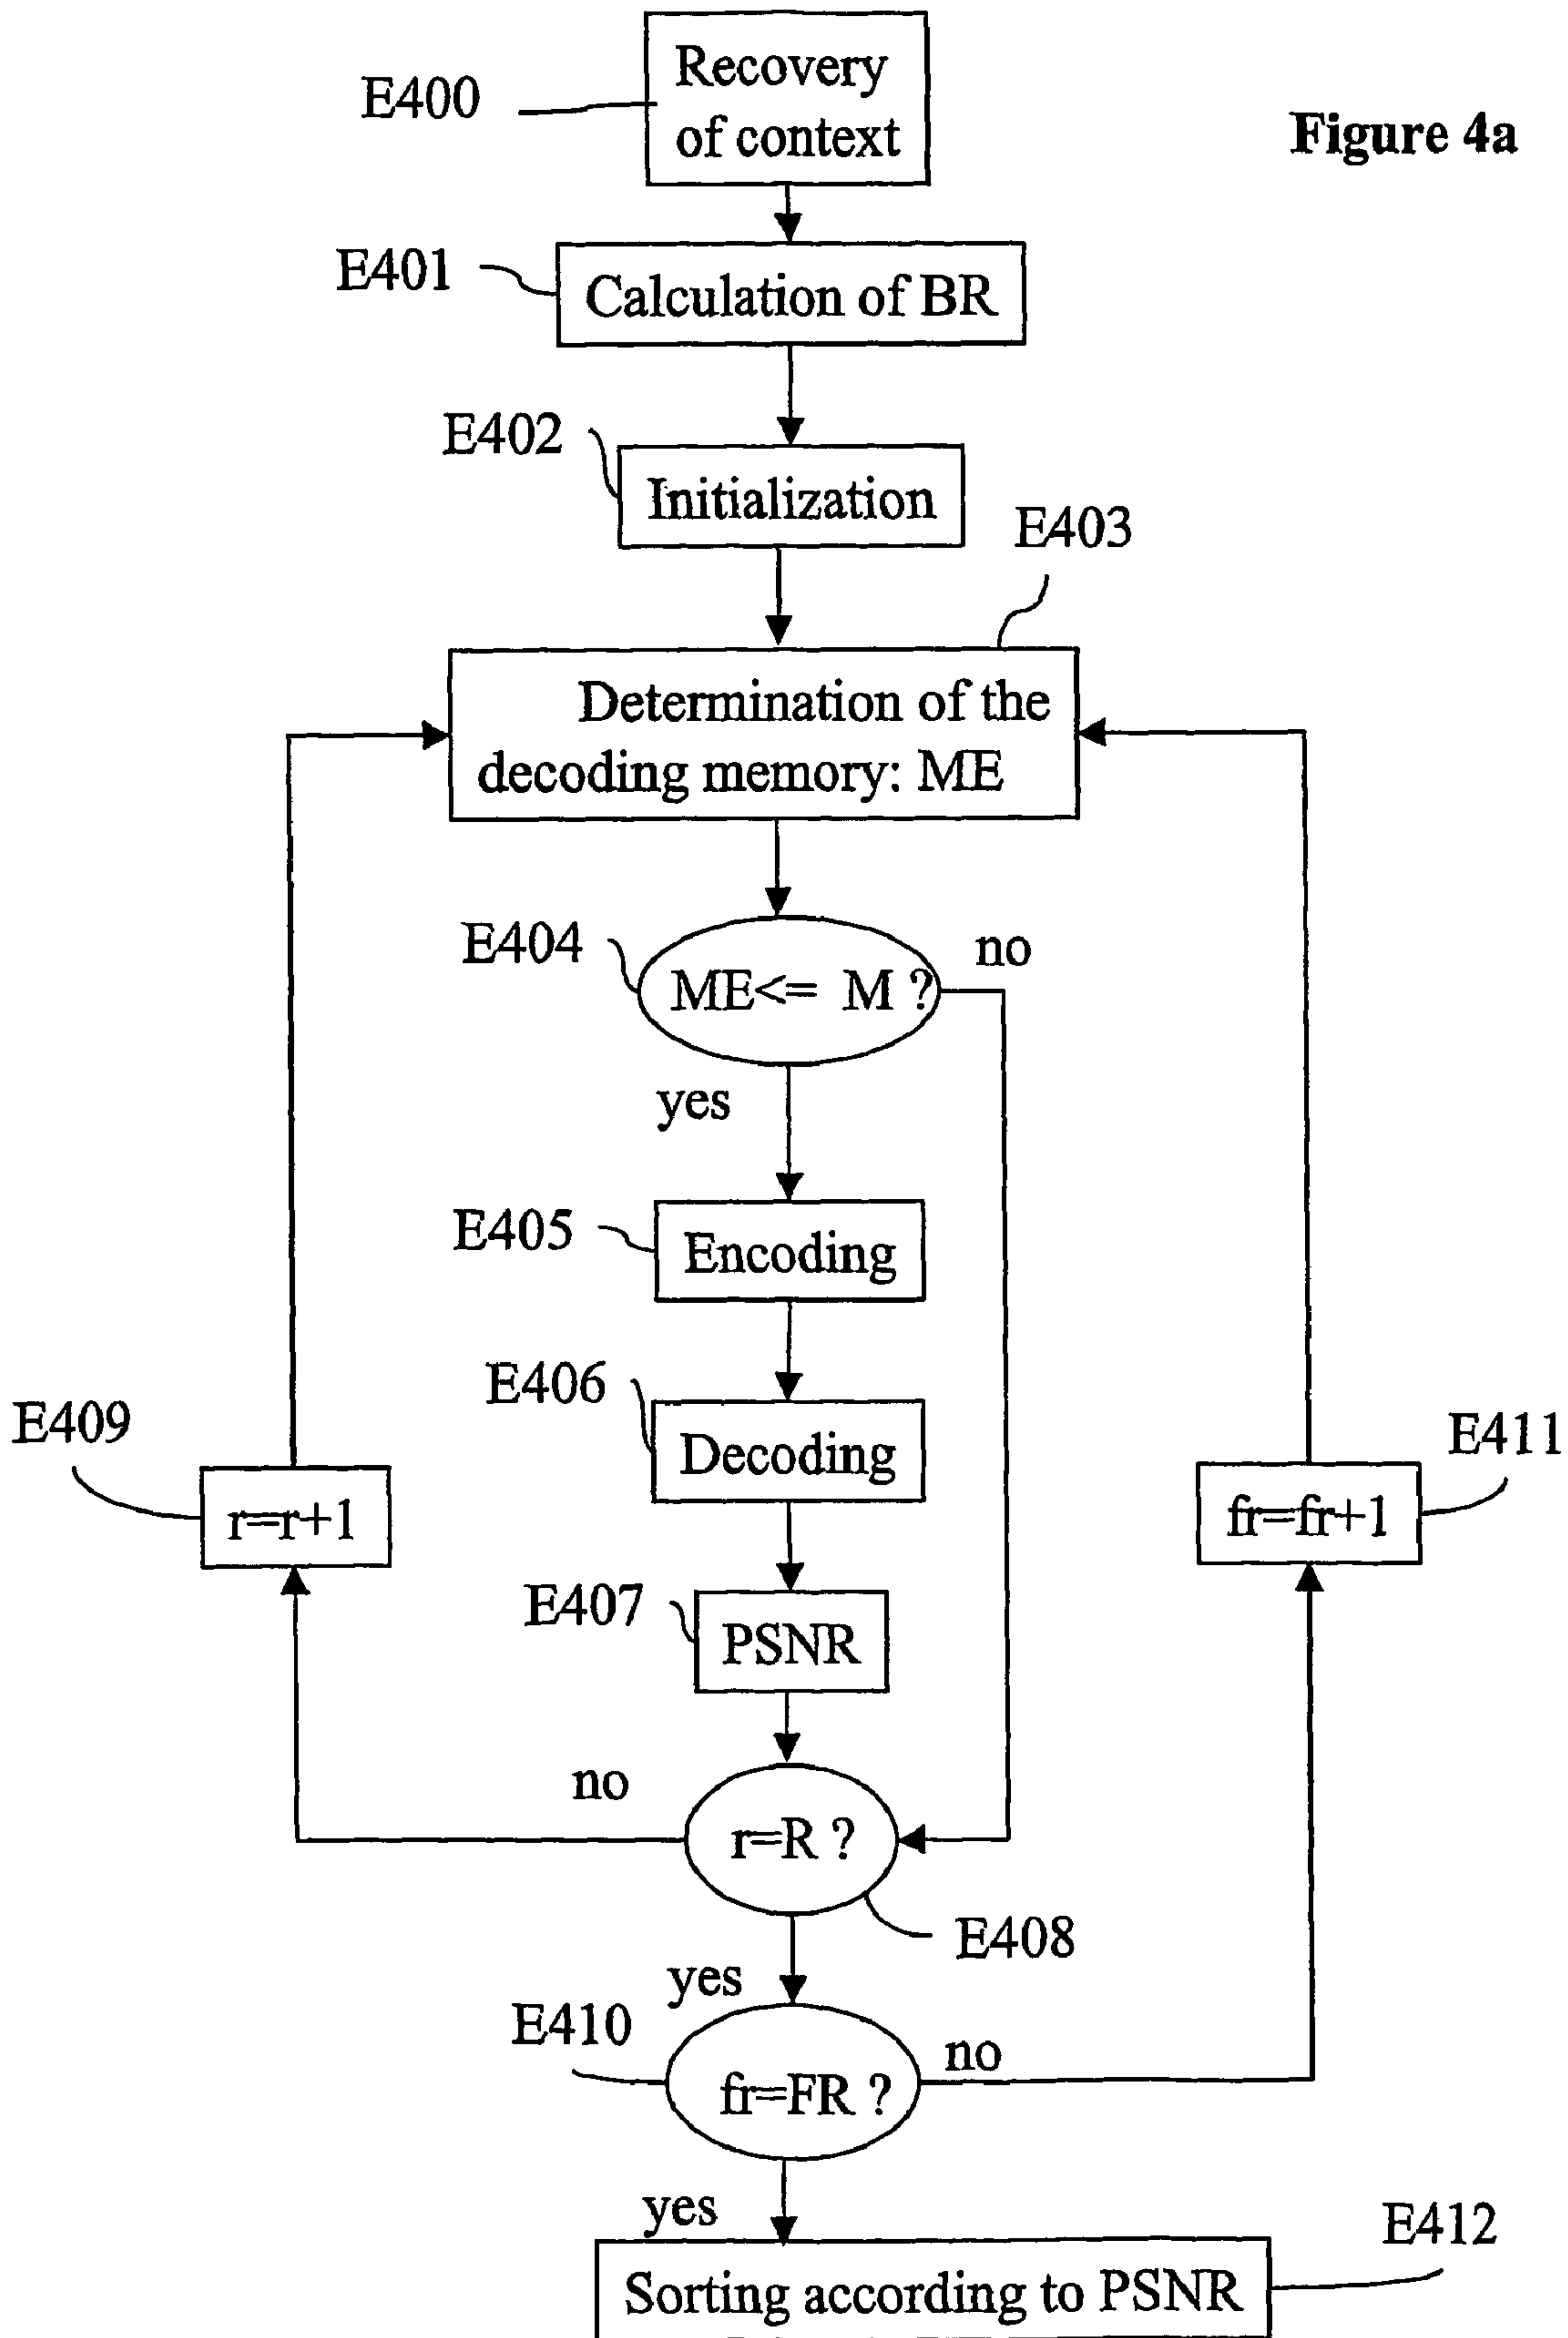 Recovery
of context
E400
Figure 4a
E401
Calculation of BR
E402
Initialization
E403
Determination of the
decoding memory: ME
E404
ME<= M ?
no
yes
E405
Encoding
E406
Decoding
E409
r=r+1
E411
fr=fr+1
E407
PSNR
no
r=R ?
E408
yes
E410
fr=FR ?
no
yes
E412
Sorting according to PSNR